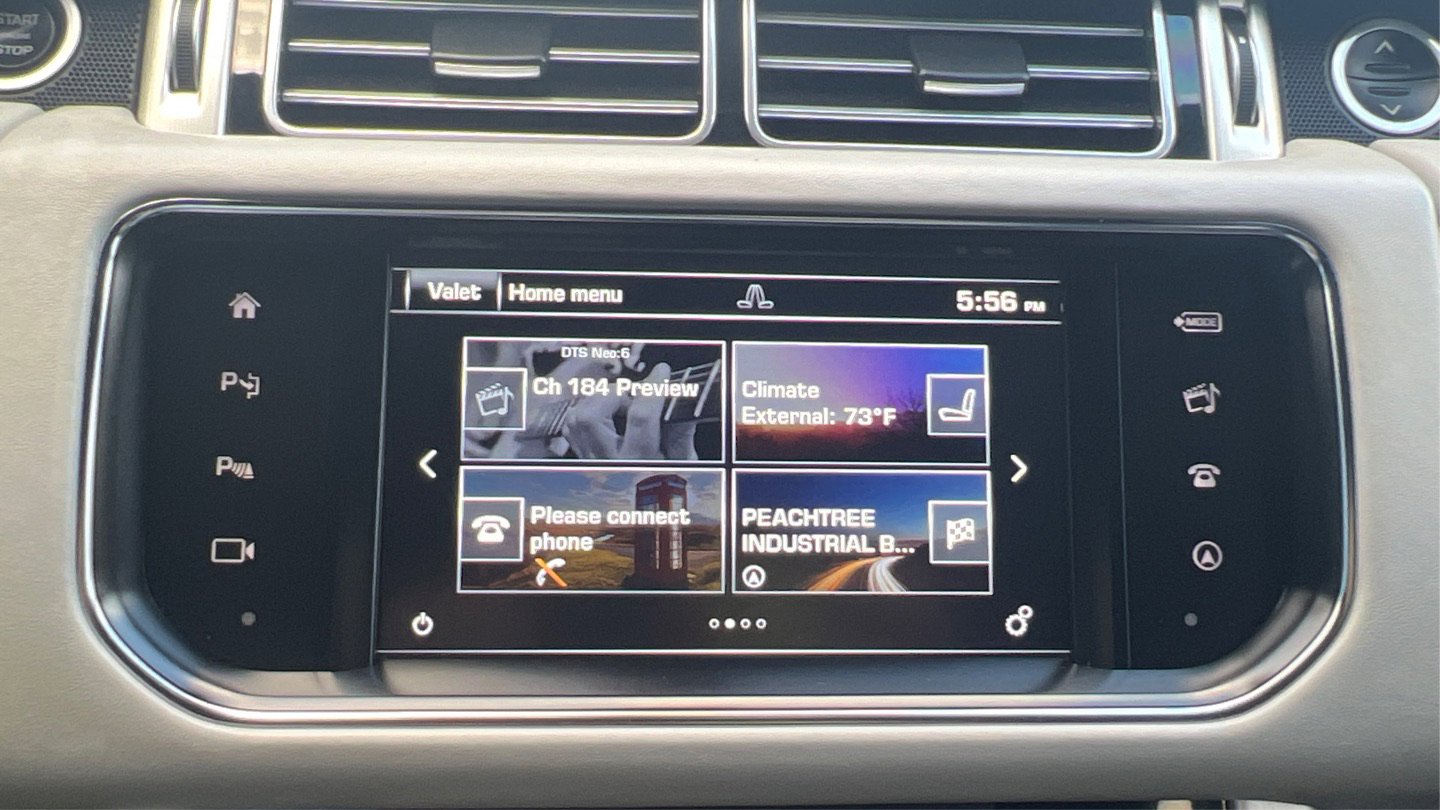 START
STOP
Valet
Home menu
5:56 PM
MODE
DTS Neo:6
Ch 184 Preview
Climate
External: 73°F
P
P
Please connect
phone
PEACHTREE
INDUSTRIAL B...